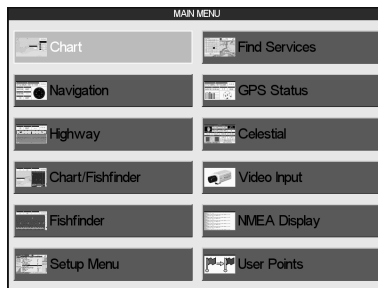 MAIN MENU
Chart
Find Services
Navigation
GPS Status
Highway
Celestial
Chart/Fishfinder
Video Input
Fishfinder
NMEA Display
Setup Menu
User Points